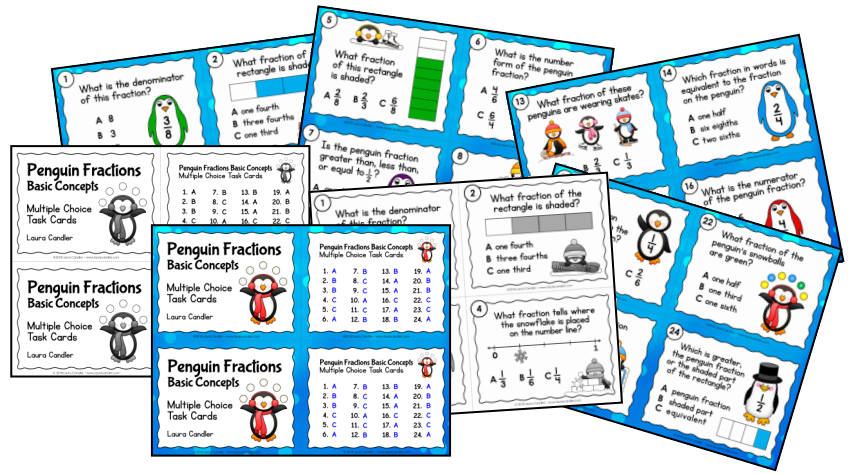 1
What is the denominator
of this fraction?
A 8
B 3
3
8
2
What fraction of
rectangle is shad
A one fourth
B three fourths
C one third
5
What fraction
of this rectangle
is shaded?
A 2/8 B 2/3 C 6/8
6
What is the number
form of the penguin
fraction?
A 4/6
C 6/4
7
Is the penguin fraction
greater than, less than,
or equal to 1/2?
8
13
What fraction of these
penguins are wearing skates?
B 2/3 C 1/3
14
Which fraction in words is
equivalent to the fraction
on the penguin?
A one half
B six eighths
C two sixths
2
4
16
What is the numerator
of the penguin fraction?
4
1
4
C 2/6
22
What fraction of the
penguin's snowballs
are green?
A one half
B one third
C one sixth
24
Which is greater,
the penguin fraction
or the shaded part
of the rectangle?
A penguin fraction
B shaded part
C equivalent
1
2
Penguin Fractions
Basic Concepts
Multiple Choice
Task Cards
Laura Candler
Penguin Fractions Basic Concepts
Multiple Choice Task Cards
1. A 7. B 13. B 19. A
2. B 8. C 14. A 20. B
3. B 9. C 15. A 21. B
4. C 10. A 16. C 22. C
Penguin Fractions
Basic Concepts
Multiple Choice
Task Cards
Laura Candler
1
What is the denominator
of this fraction?
2
What fraction of the
rectangle is shaded?
A one fourth
B three fourths
C one third
4
What fraction tells where
the snowflake is placed
on the number line?
0 1
A 1/3 B 1/6 C 1/4
Penguin Fractions
Basic Concepts
Multiple Choice
Task Cards
Laura Candler
Penguin Fractions Basic Concepts
Multiple Choice Task Cards
1. A 7. B 13. B 19. A
2. B 8. C 14. A 20. B
3. B 9. C 15. A 21. B
4. C 10. A 16. C 22. C
5. C 11. C 17. A 23. C
6. A 12. B 18. B 24. A
Penguin Fractions
Basic Concepts
Multiple Choice
Task Cards
Laura Candler
Penguin Fractions Basic Concepts
Multiple Choice Task Cards
1. A 7. B 13. B 19. A
2. B 8. C 14. A 20. B
3. B 9. C 15. A 21. B
4. C 10. A 16. C 22. C
5. C 11. C 17. A 23. C
6. A 12. B 18. B 24. A